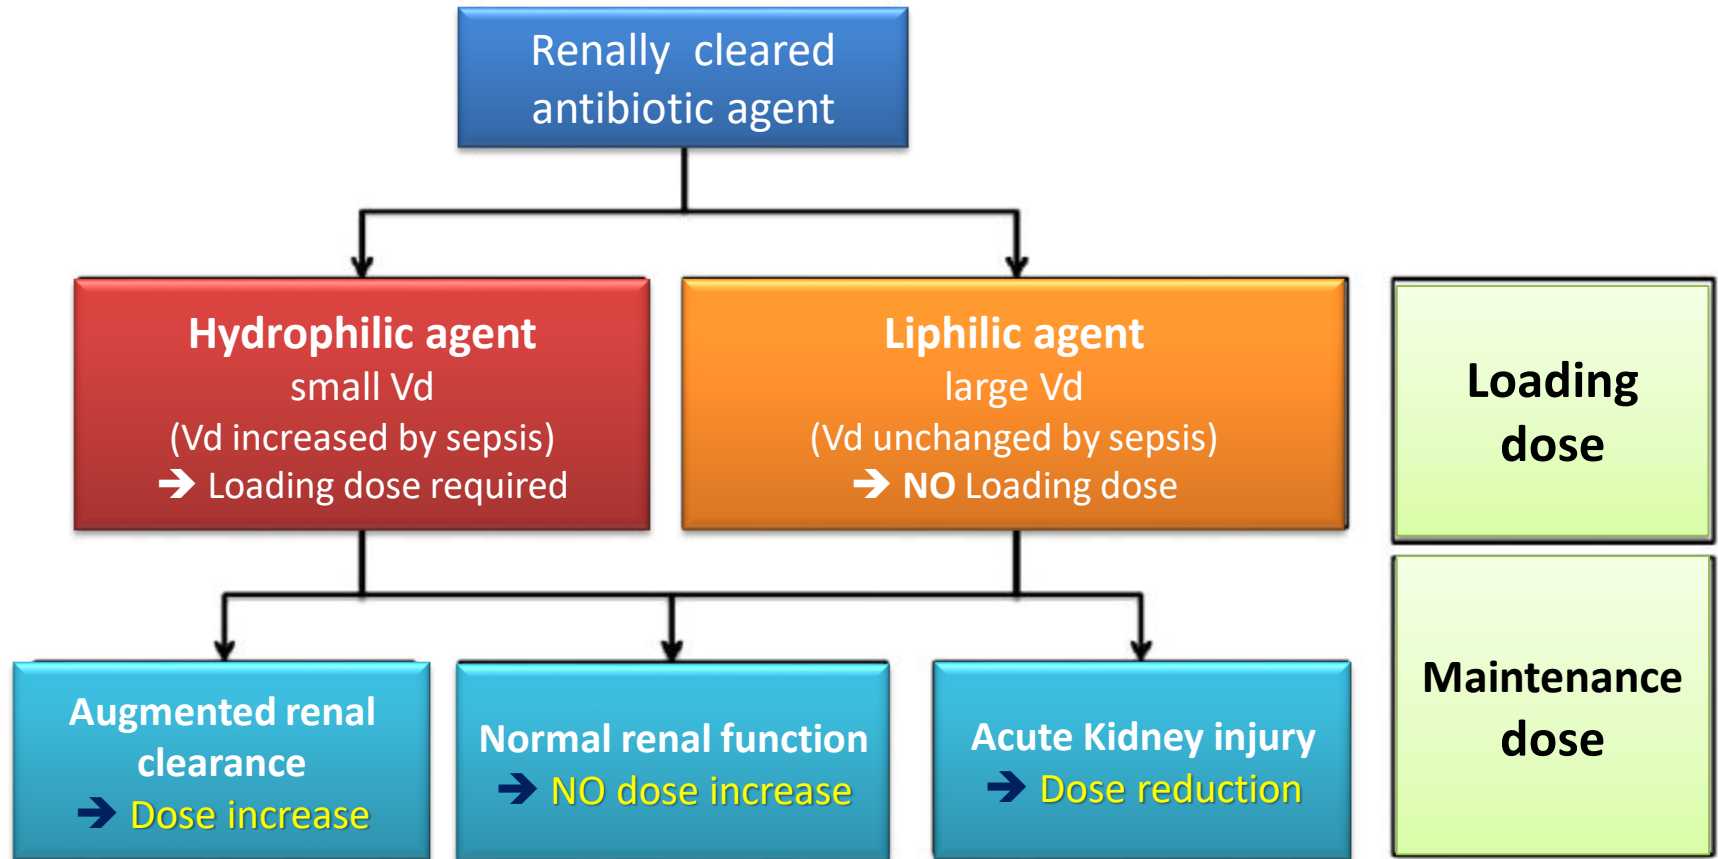 Renally cleared
antibiotic agent
Hydrophilic agent
small Vd
(Vd increased by sepsis)
➔ Loading dose required
Liphilic agent
large Vd
(Vd unchanged by sepsis)
➔ NO Loading dose
Loading
dose
Augmented renal
clearance
➔ Dose increase
Normal renal function
➔ NO dose increase
Acute Kidney injury
➔ Dose reduction
Maintenance
dose